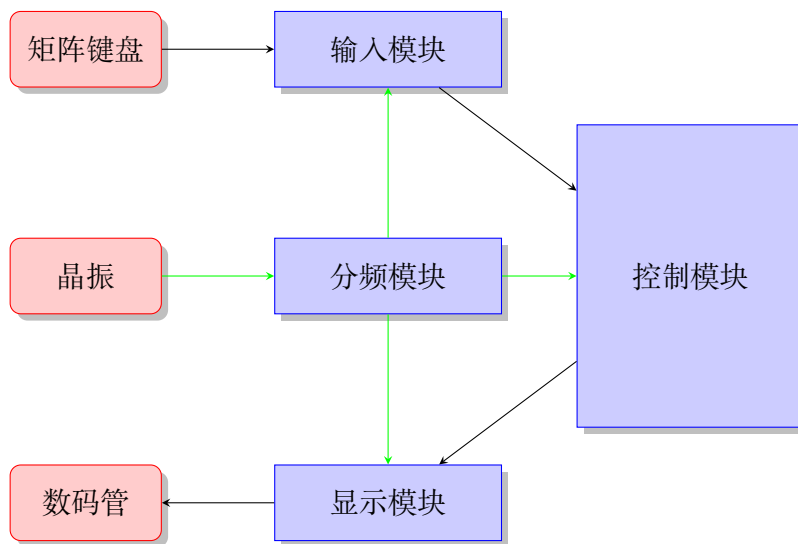 矩阵键盘
输入模块
晶振
分频模块
控制模块
数码管
显示模块